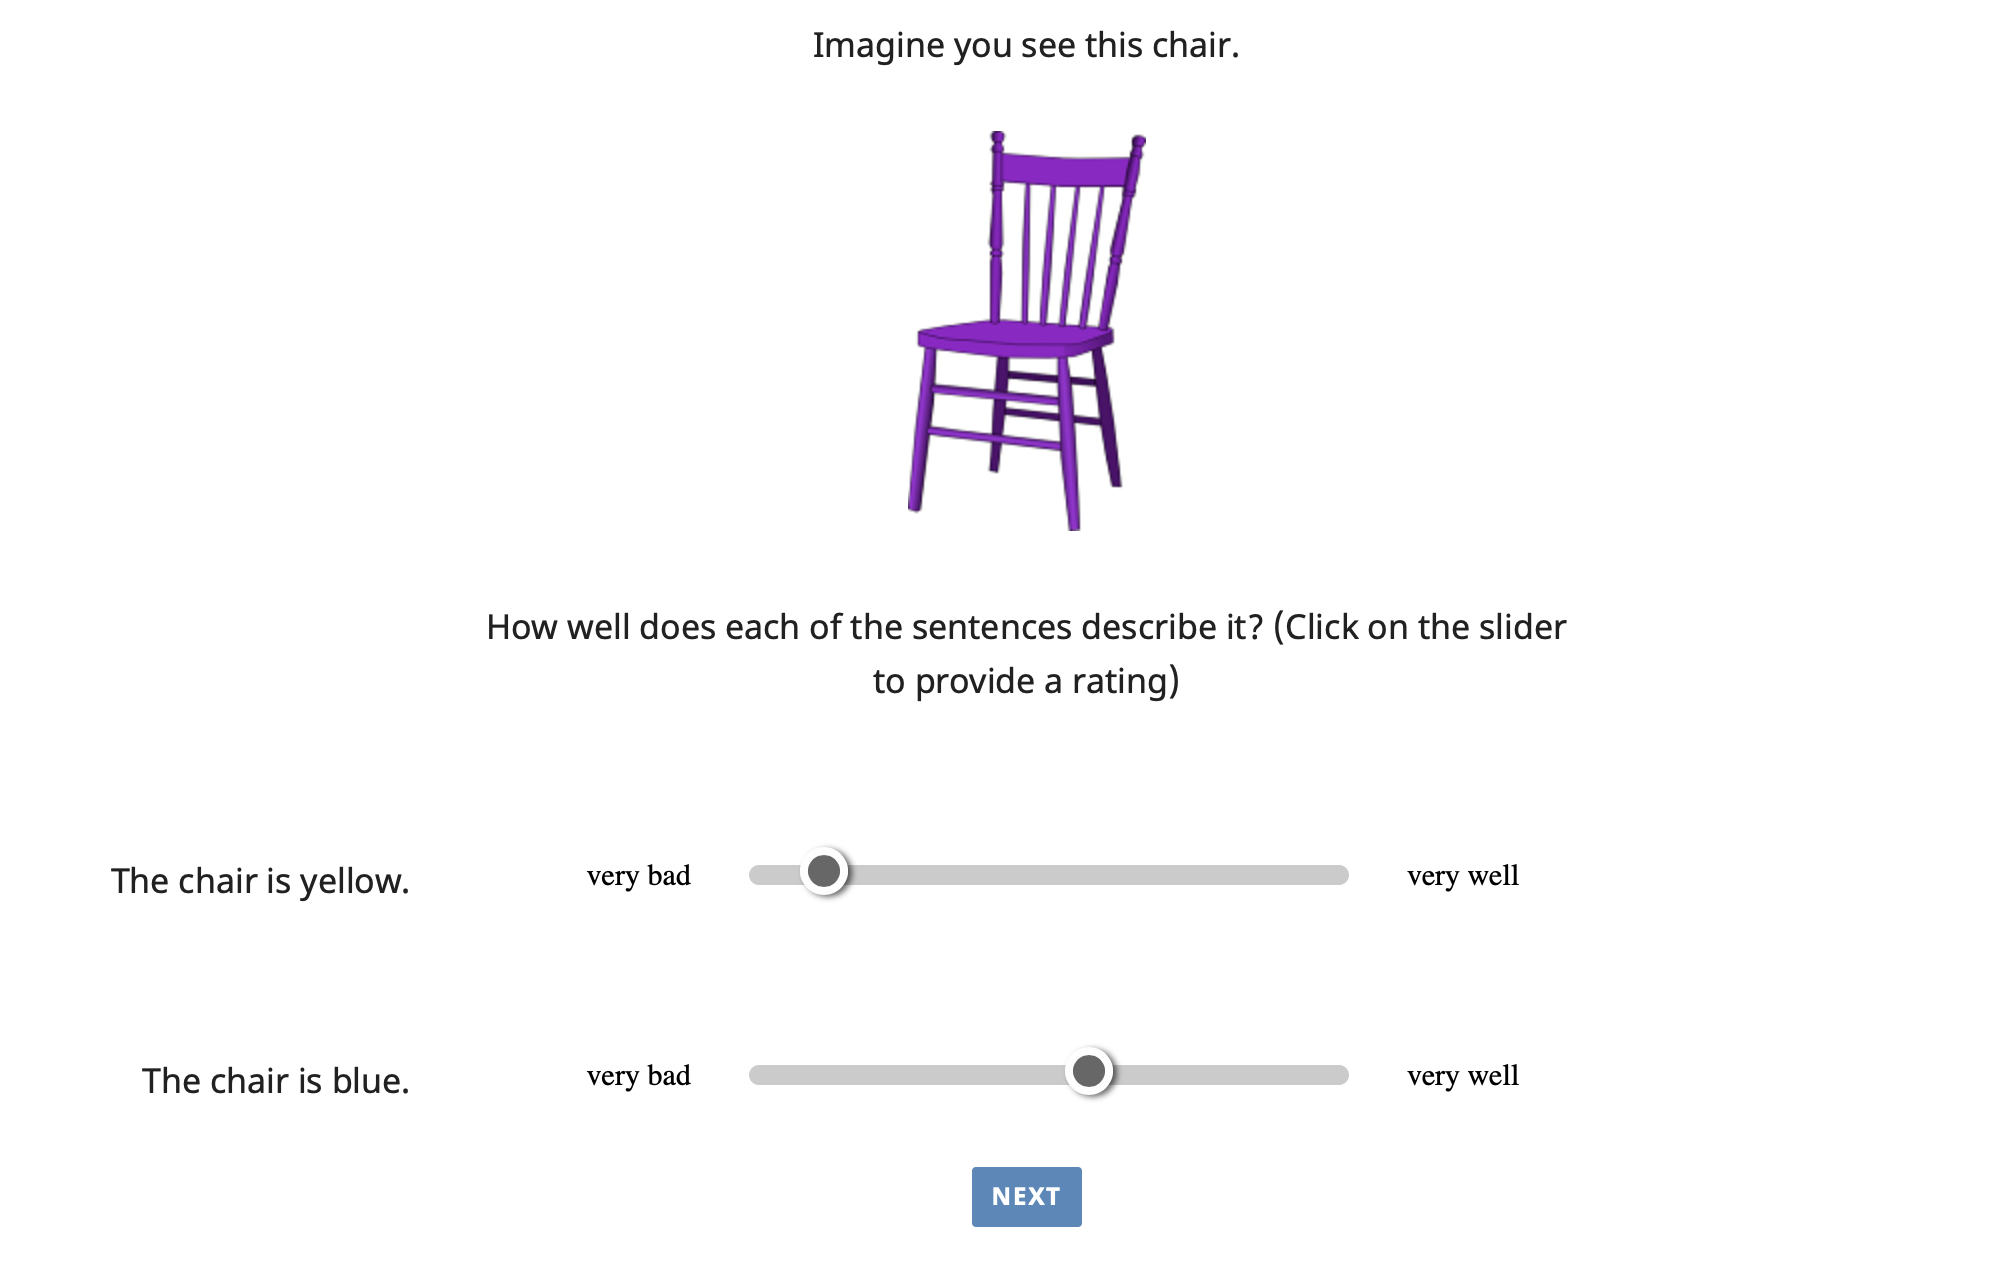 Imagine you see this chair.
How well does each of the sentences describe it? (Click on the slider
to provide a rating)
The chair is yellow. very bad very well
The chair is blue. very bad very well
NEXT